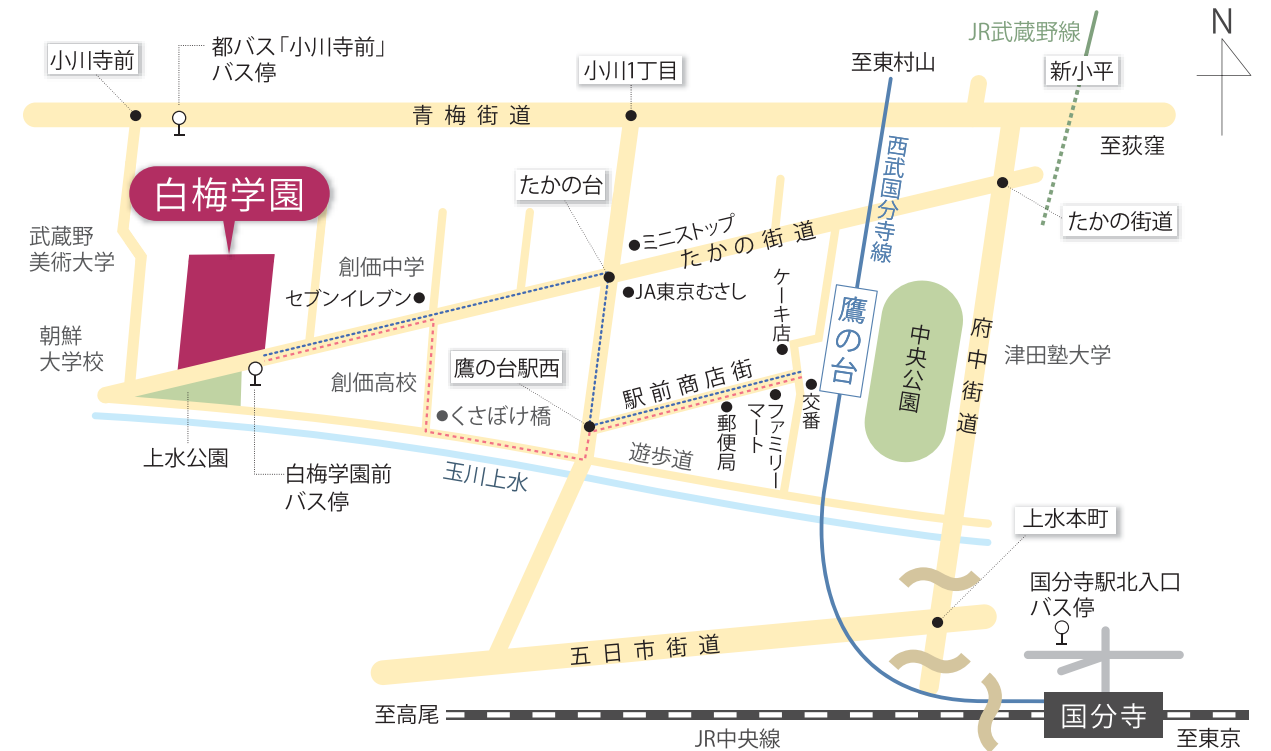 N
JR武蔵野線
都バス「小川寺前」
バス停
小川寺前
小川1丁目
至東村山
新小平
青梅街道
至荻窪
西武国分寺線
白梅学園
たかの台
たかの街道
ミニストップ
たかの街道
武蔵野
美術大学
創価中学
セブンイレブン
JA東京むさし
ケーキ店
鷹の台
中央公園
府中街道
津田塾大学
朝鮮
大学校
創価高校
鷹の台駅西
駅前商店街
くさぼけ橋
交番
ファミリー
マート
郵便局
遊歩道
上水公園
白梅学園前
バス停
玉川上水
上水本町
国分寺駅北入口
バス停
五日市街道
至高尾
国分寺
JR中央線
至東京